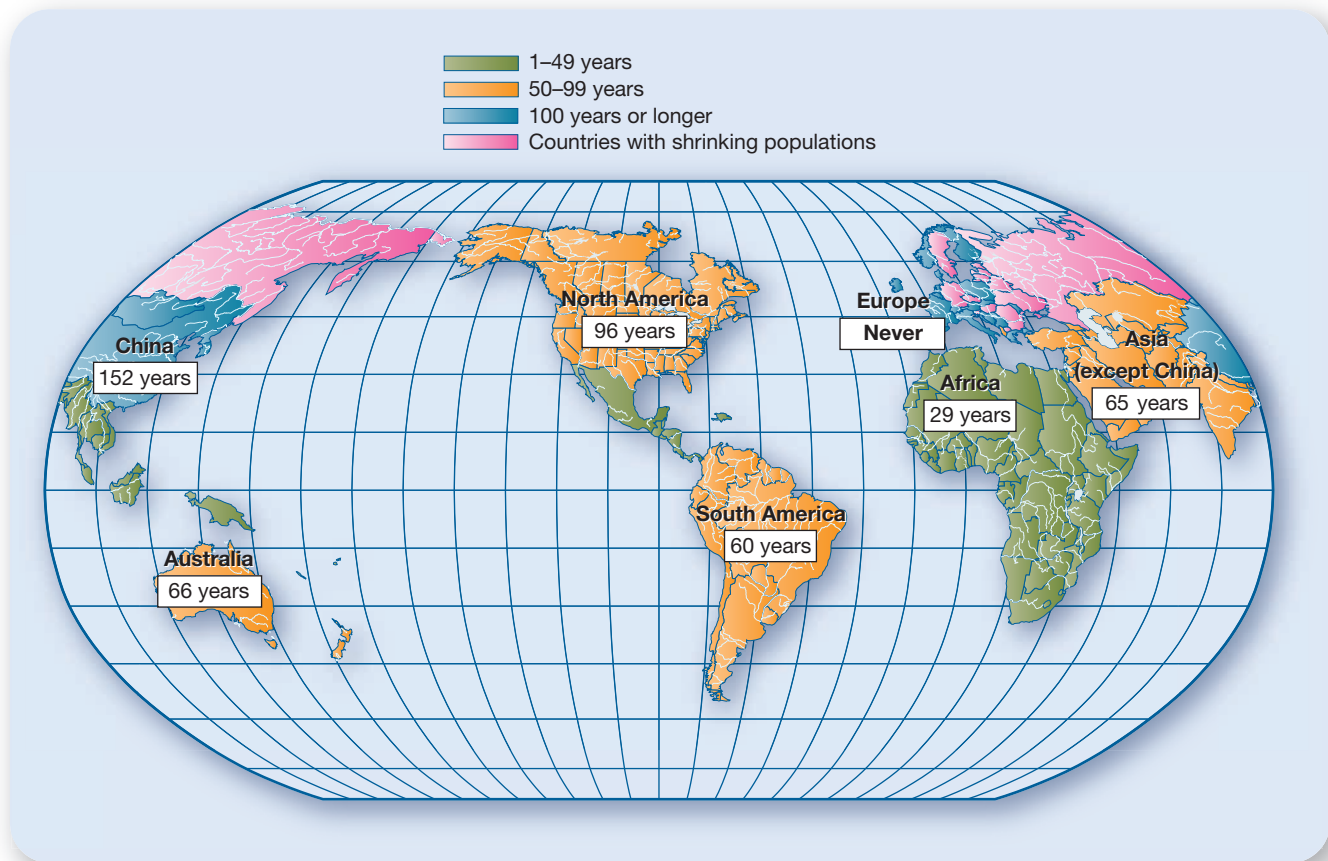 1–49 years
50–99 years
100 years or longer
Countries with shrinking populations
North America
96 years
Europe
Never
China
152 years
Asia
(except China)
65 years
Africa
29 years
South America
60 years
Australia
66 years